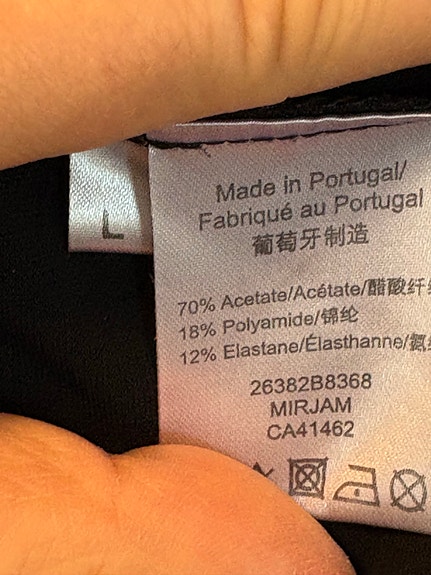 L
Made in Portugal/
Fabriqué au Portugal
葡萄牙制造
70% Acetate/Acétate/醋酸纤
18% Polyamide/锦纶
12% Elastane/Élasthanne/氨
26382B8368
MIRJAM
CA41462